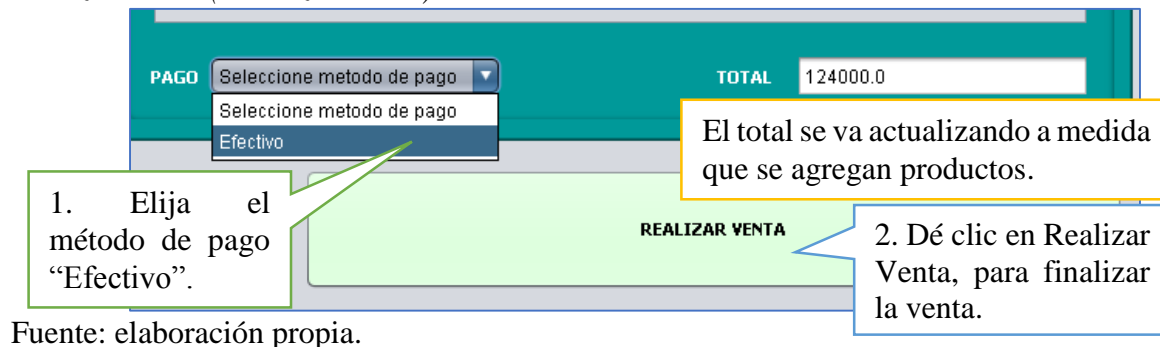 PAGO Seleccione metodo de pago TOTAL 124000.0
Seleccione metodo de pago
Efectivo
El total se va actualizando a medida
que se agregan productos.
1. Elija el
método de pago
“Efectivo”.
REALIZAR VENTA
2. Dé clic en Realizar
Venta, para finalizar
la venta.
Fuente: elaboración propia.